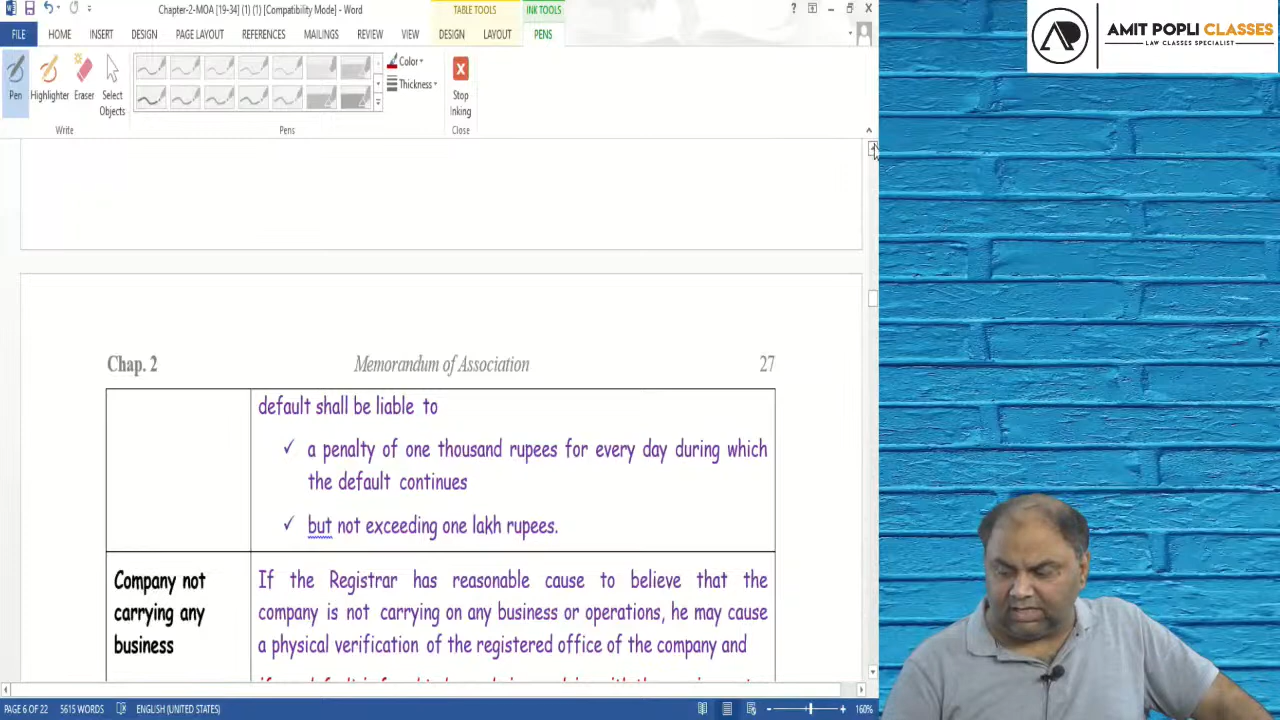 Chapter-2-MOA [19-34] (1) (1) [Compatibility Mode] - Word
TABLE TOOLS
INK TOOLS
FILE HOME INSERT DESIGN PAGE LAYOUT REFERENCES MAILINGS REVIEW VIEW DESIGN LAYOUT PENS
Pen
Highlighter
Eraser
Select
Objects
Color
Thickness
Stop
Inking
Write
Pens
Close
AMIT POPLI CLASSES
LAW CLASSES SPECIALIST
Chap. 2 Memorandum of Association 27
default shall be liable to
✓ a penalty of one thousand rupees for every day during which
the default continues
✓ but not exceeding one lakh rupees.
Company not
carrying any
business
If the Registrar has reasonable cause to believe that the
company is not carrying on any business or operations, he may cause
a physical verification of the registered office of the company and
PAGE 6 OF 22 5615 WORDS ENGLISH (UNITED STATES) 160%